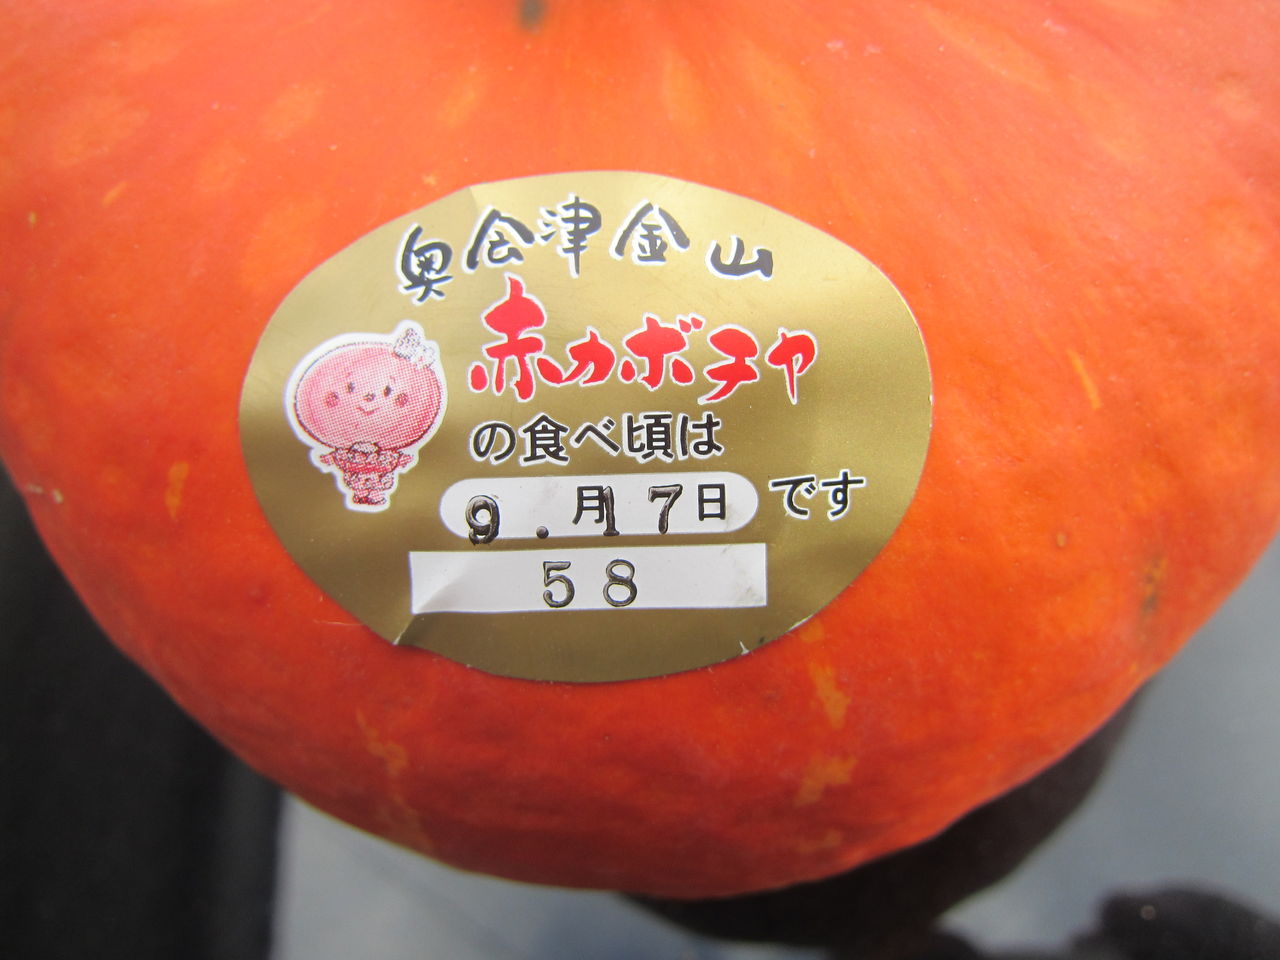 奥会津金山
赤カボチャ
の食べ頃は
9.月17日です
58